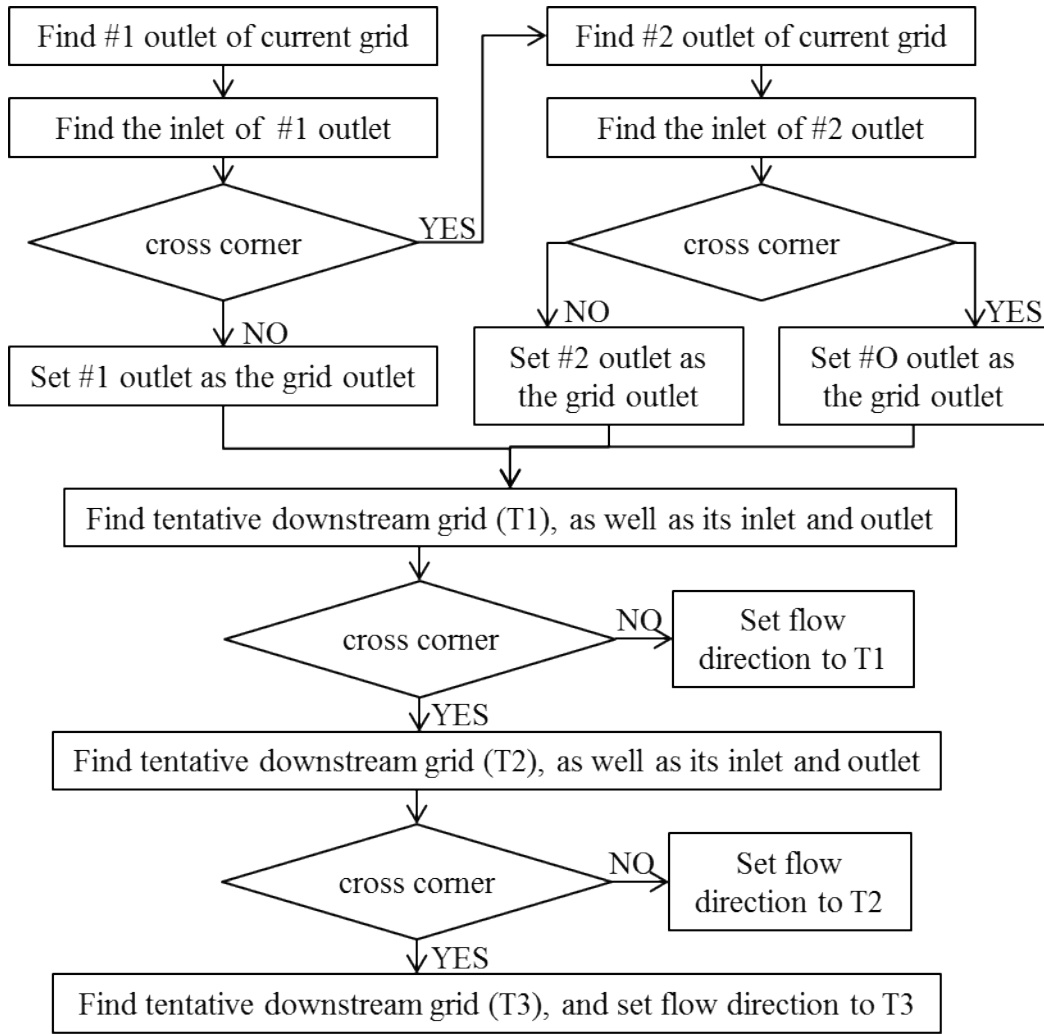 Find #1 outlet of current grid
Find the inlet of #1 outlet
cross corner
YES
NO
Set #1 outlet as the grid outlet
Find #2 outlet of current grid
Find the inlet of #2 outlet
cross corner
NO
YES
Set #2 outlet as
the grid outlet
Set #O outlet as
the grid outlet
Find tentative downstream grid (T1), as well as its inlet and outlet
cross corner
NO
Set flow
direction to T1
YES
Find tentative downstream grid (T2), as well as its inlet and outlet
cross corner
NO
Set flow
direction to T2
YES
Find tentative downstream grid (T3), and set flow direction to T3